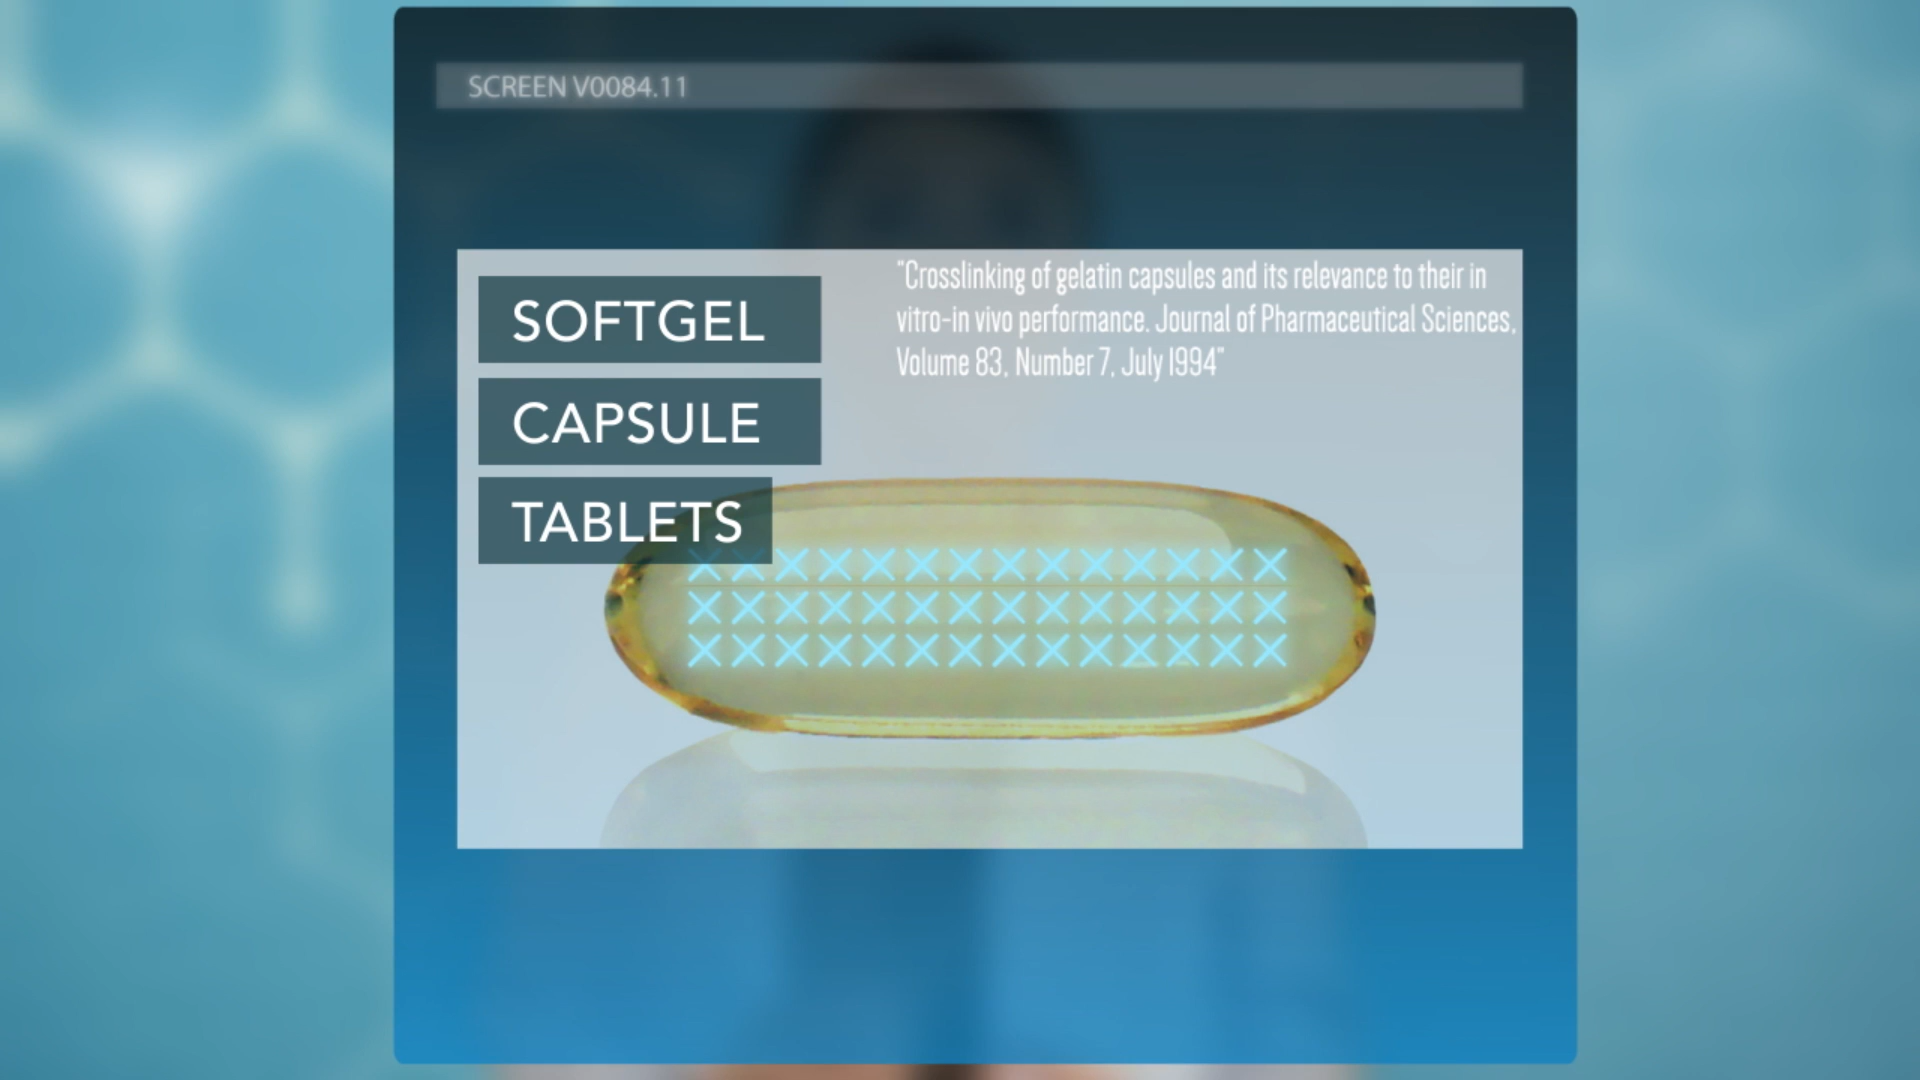 SCREEN V0084.11
SOFTGEL
CAPSULE
TABLETS
"Crosslinking of gelatin capsules and its relevance to their in
vitro-in vivo performance. Journal of Pharmaceutical Sciences,
Volume 83, Number 7, July 1994"